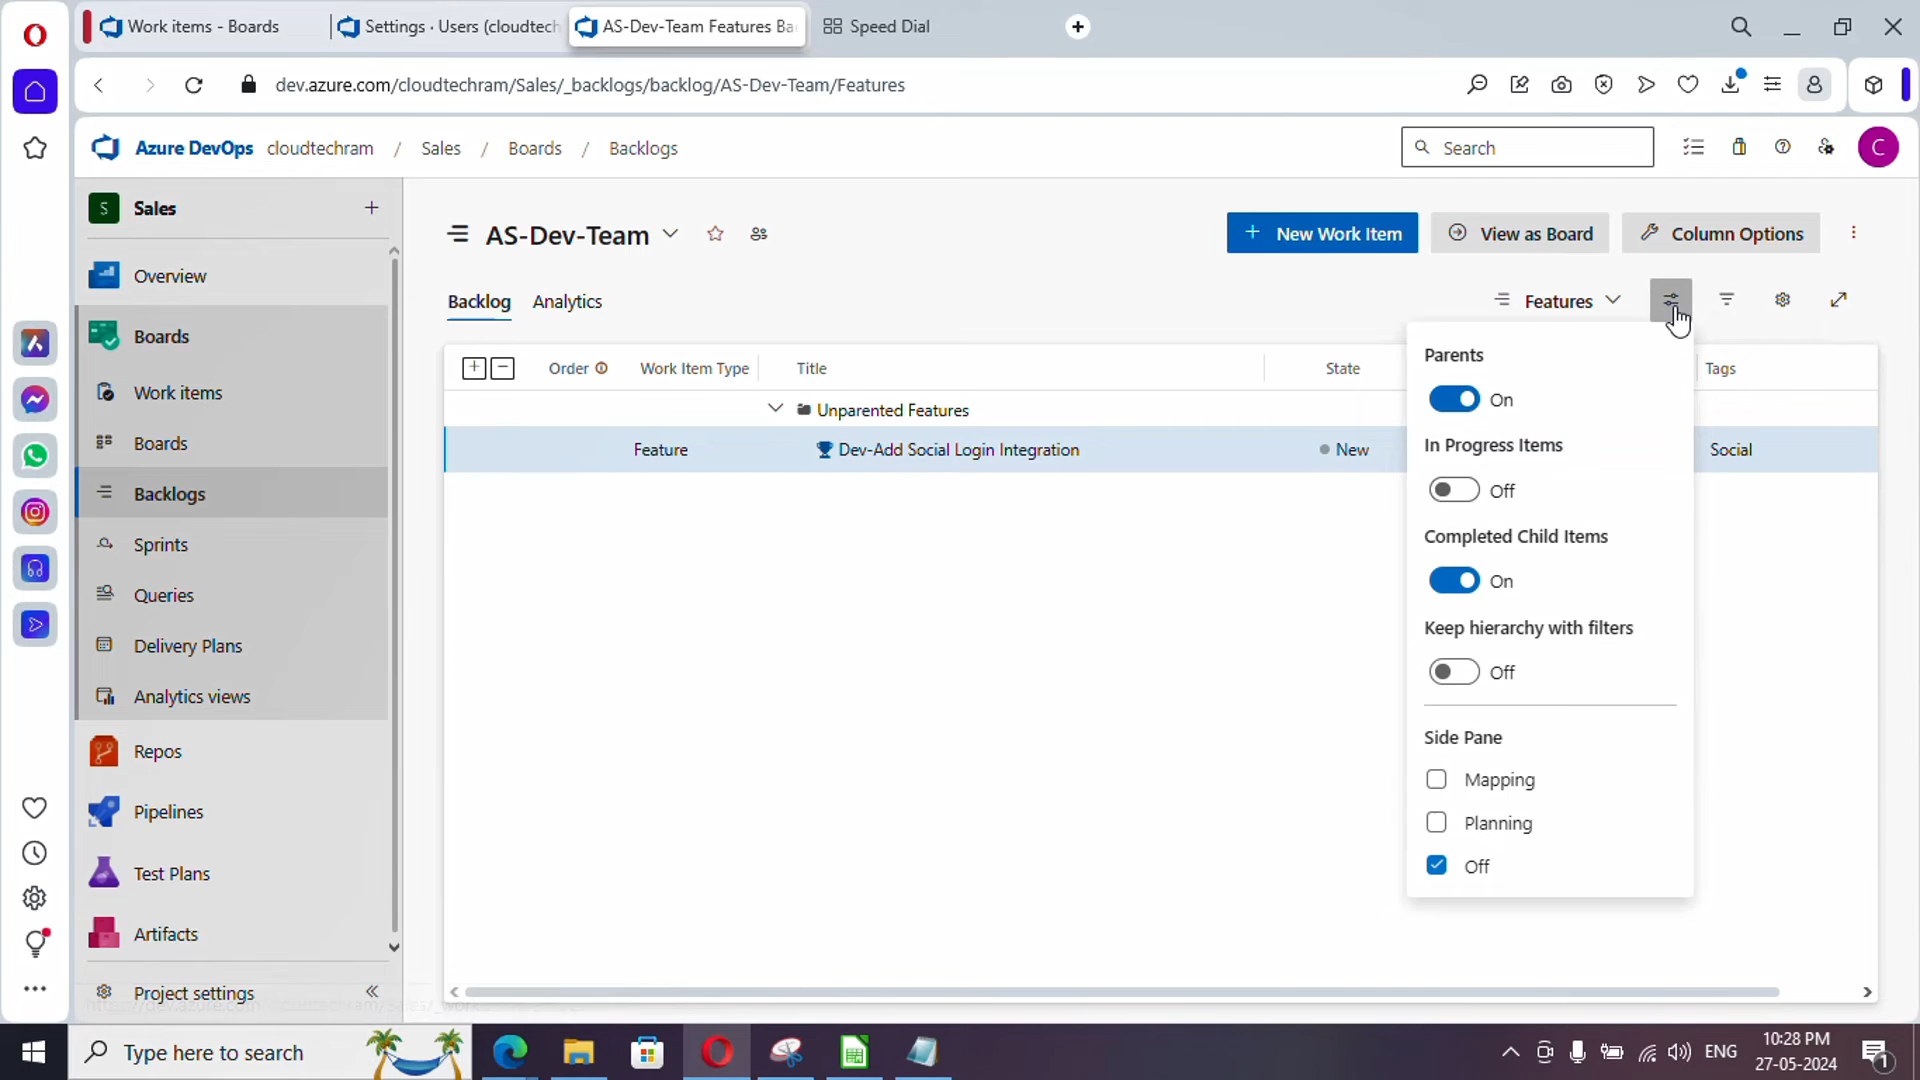 Work items - Boards
Settings · Users (cloudtech
AS-Dev-Team Features Ba
Speed Dial
dev.azure.com/cloudtechram/Sales/_backlogs/backlog/AS-Dev-Team/Features
Azure DevOps cloudtechram / Sales / Boards / Backlogs
Search
C
S Sales
Overview
Boards
Work items
Boards
Backlogs
Sprints
Queries
Delivery Plans
Analytics views
Repos
Pipelines
Test Plans
Artifacts
Project settings
AS-Dev-Team
New Work Item
View as Board
Column Options
Backlog Analytics
Features
Order Work Item Type Title State Tags
Unparented Features
Feature Dev-Add Social Login Integration New Social
Parents
On
In Progress Items
Off
Completed Child Items
On
Keep hierarchy with filters
Off
Side Pane
Mapping
Planning
Off
Type here to search
ENG
10:28 PM
27-05-2024
1